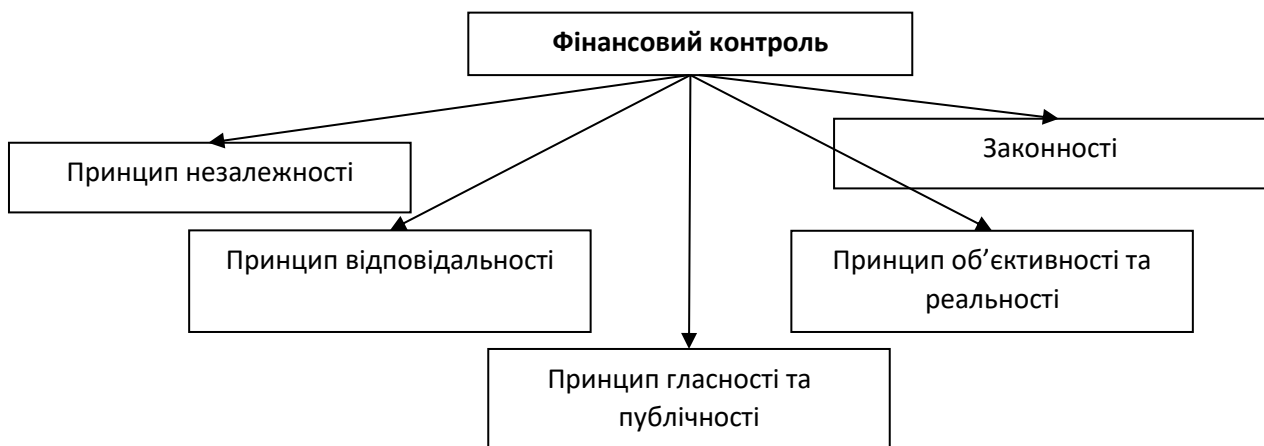 Фінансовий контроль
Законності
Принцип незалежності
Принцип відповідальності
Принцип об’єктивності та
реальності
Принцип гласності та
публічності